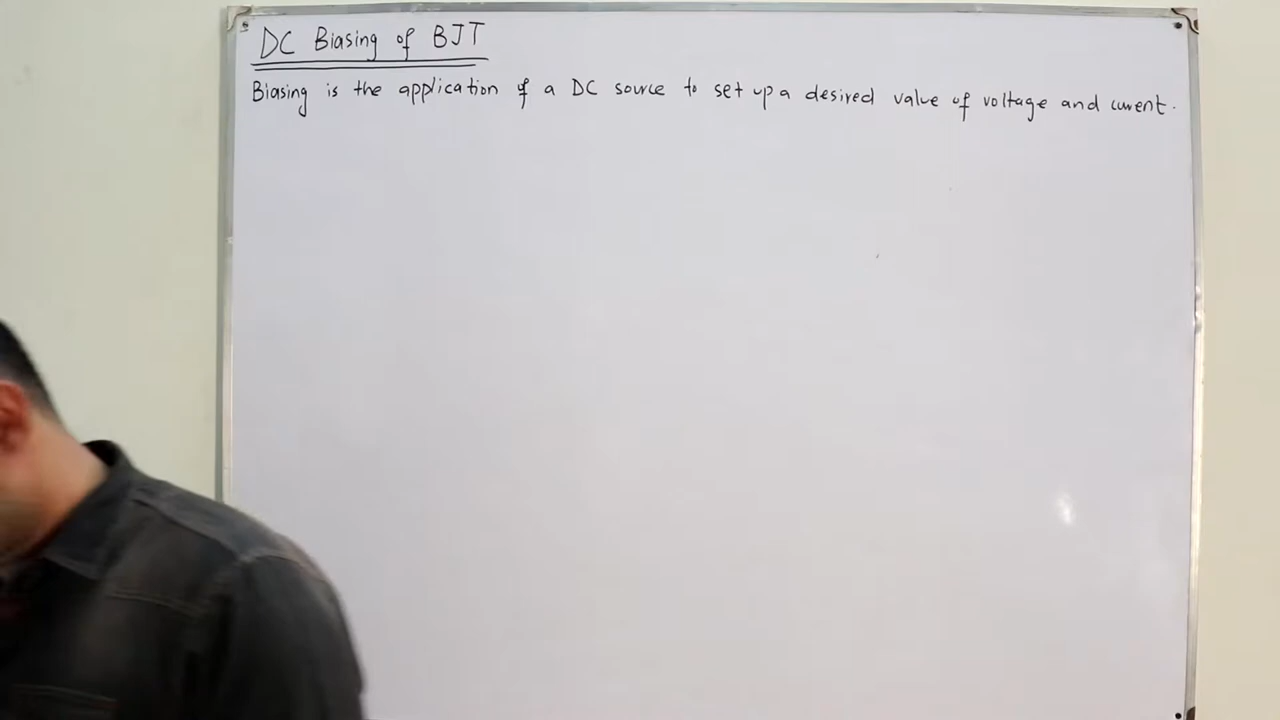 DC Biasing of BJT
Biasing is the application of a DC source to set up a desired value of voltage and current.